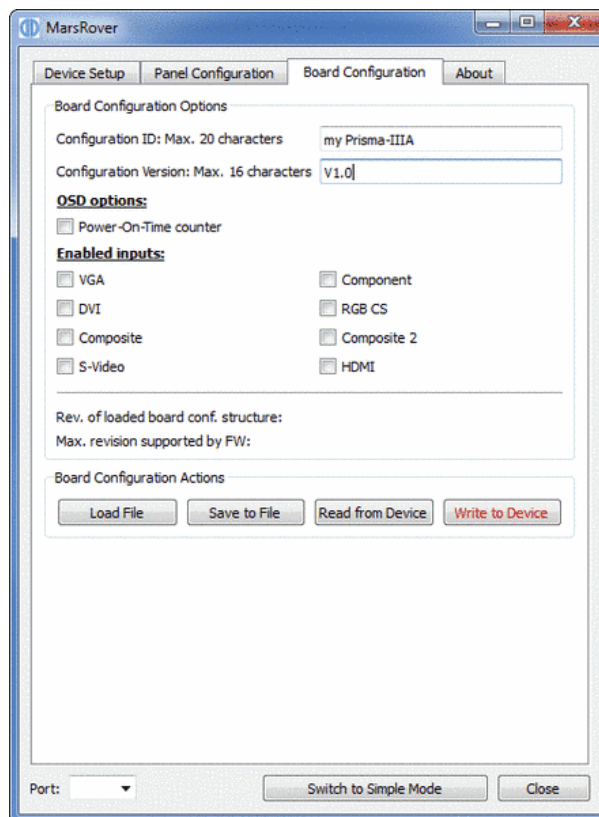 MarsRover
Device Setup Panel Configuration Board Configuration About
Board Configuration Options
Configuration ID: Max. 20 characters my Prisma-IIIA
Configuration Version: Max. 16 characters V1.0
OSD options:
Power-On-Time counter
Enabled inputs:
VGA Component
DVI RGB CS
Composite Composite 2
S-Video HDMI
Rev. of loaded board conf. structure:
Max. revision supported by FW:
Board Configuration Actions
Load File Save to File Read from Device Write to Device
Port: Switch to Simple Mode Close